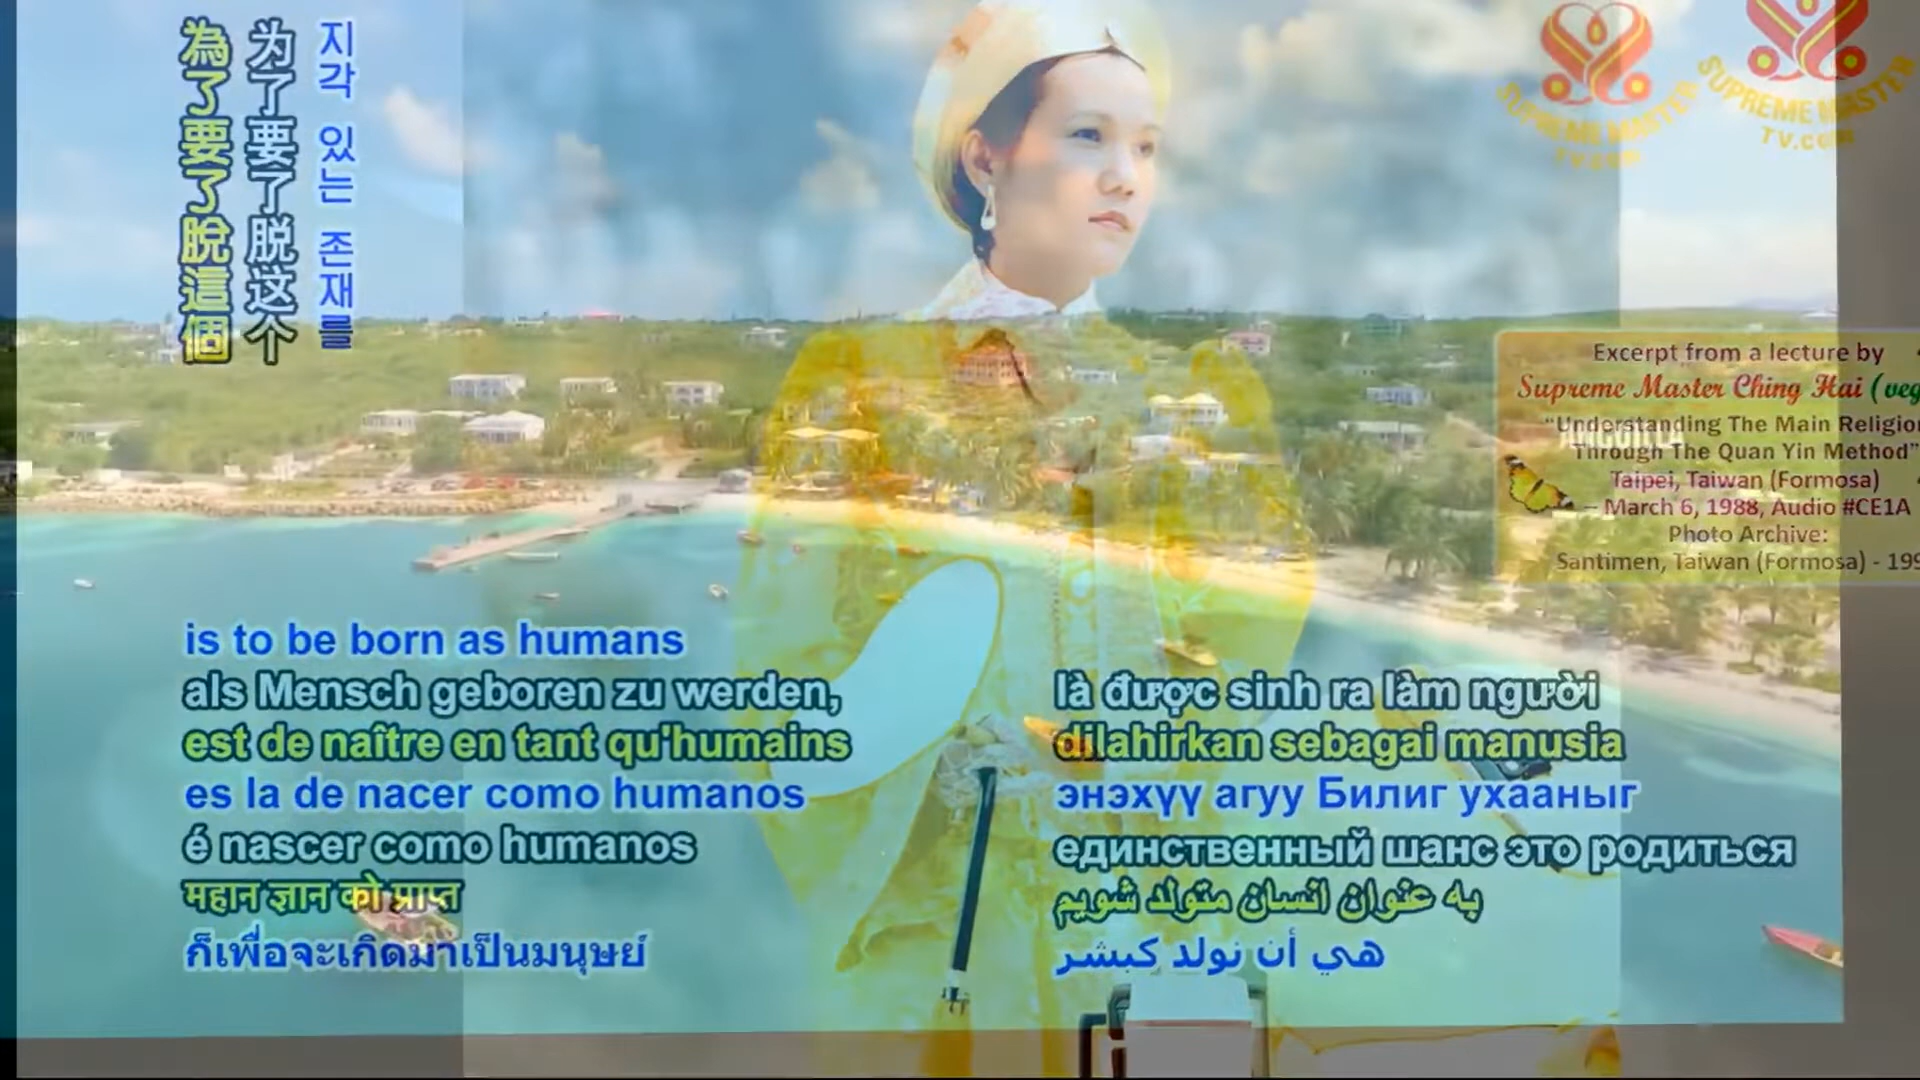 為了要了脫這個
为了要了脱这个
지각 있는 존재를
SUPREME MASTER
TV.com
SUPREME MASTER
TV.com
Excerpt from a lecture by
Supreme Master Ching Hai (veg
"Understanding The Main Religion
Through The Quan Yin Method"
Taipei, Taiwan (Formosa)
– March 6, 1988, Audio #CE1A
Photo Archive:
Santimen, Taiwan (Formosa) - 199
ANGUILLA
is to be born as humans
als Mensch geboren zu werden,
est de naître en tant qu'humains
es la de nacer como humanos
é nascer como humanos
महान ज्ञान को प्राप्त
ก็เพื่อจะเกิดมาเป็นมนุษย์
là được sinh ra làm người
dilahirkan sebagai manusia
энэхүү агуу Билиг ухааныг
единственный шанс это родиться
به عنوان انسان متولد شویم
هي أن نولد كبشر